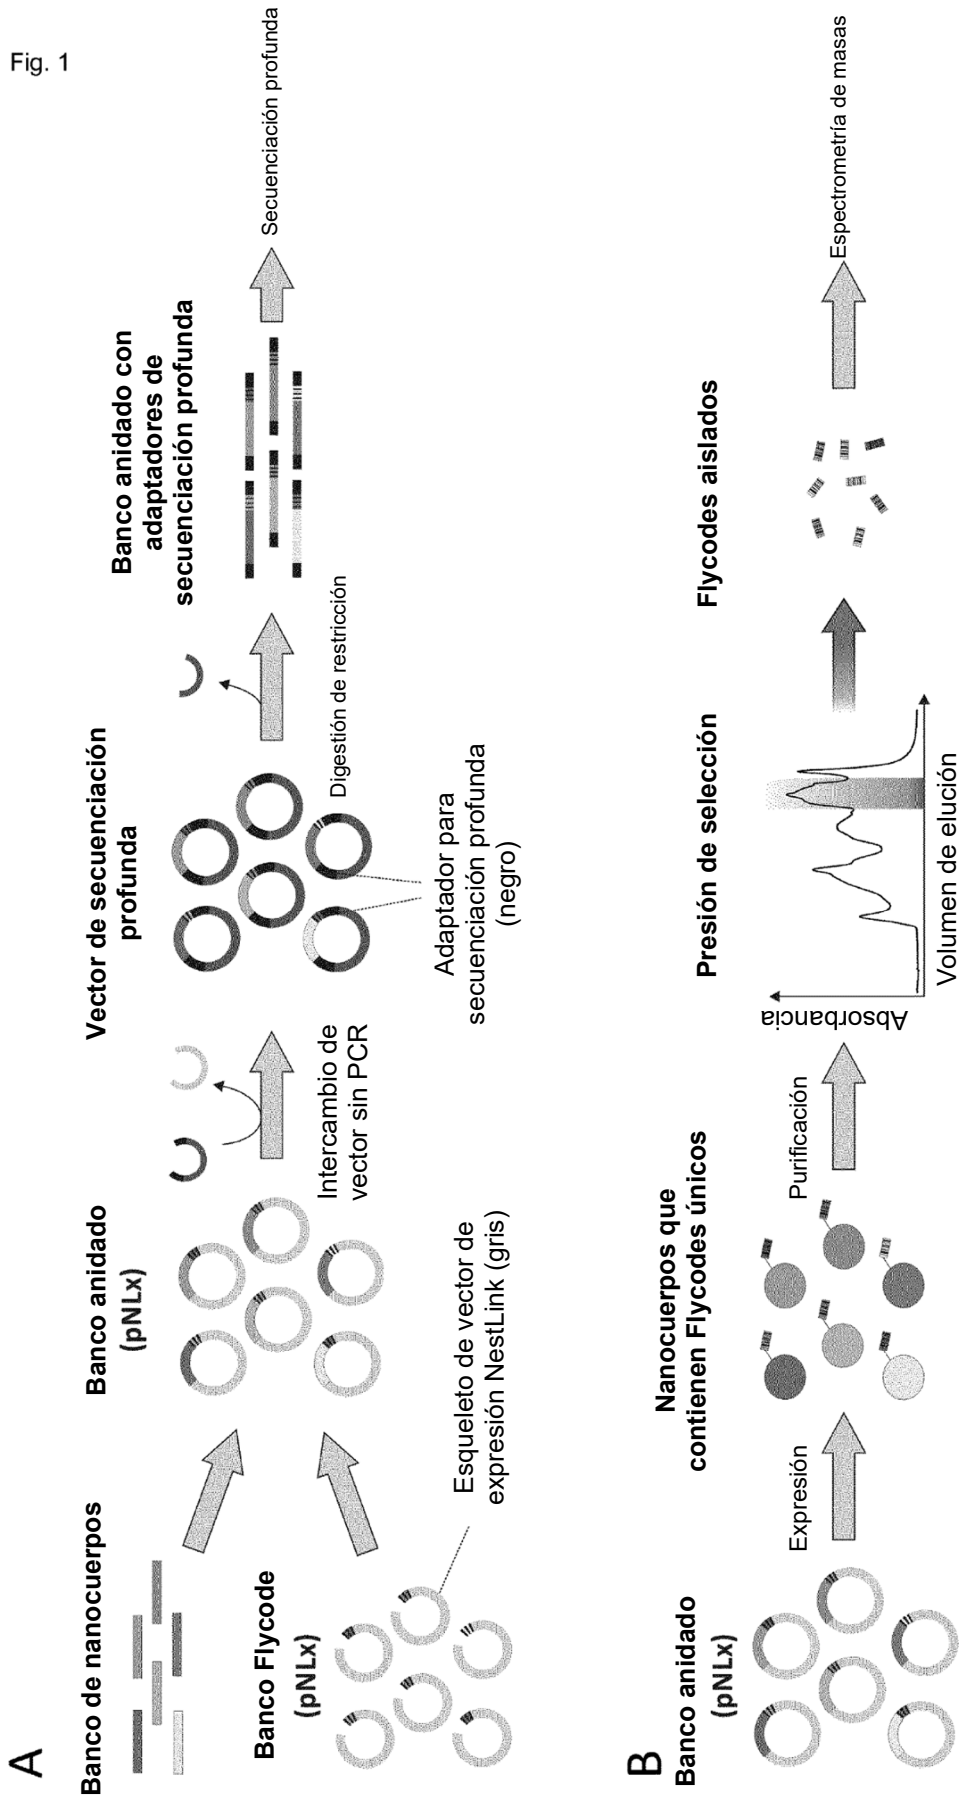 Fig. 1
A
Banco de nanocuerpos
Banco Flycode
(pNLx)
Esqueleto de vector de
expresión NestLink (gris)
Banco anidado
(pNLx)
Intercambio de
vector sin PCR
Vector de secuenciación
profunda
Adaptador para
secuenciación profunda
(negro)
Digestión de restricción
Banco anidado con
adaptadores de
secuenciación profunda
Secuenciación profunda
B
Banco anidado
(pNLx)
Expresión
Nanocuerpos que
contienen Flycodes únicos
Purificación
Presión de selección
Absorbancia
Volumen de elución
Flycodes aislados
Espectrometría de masas